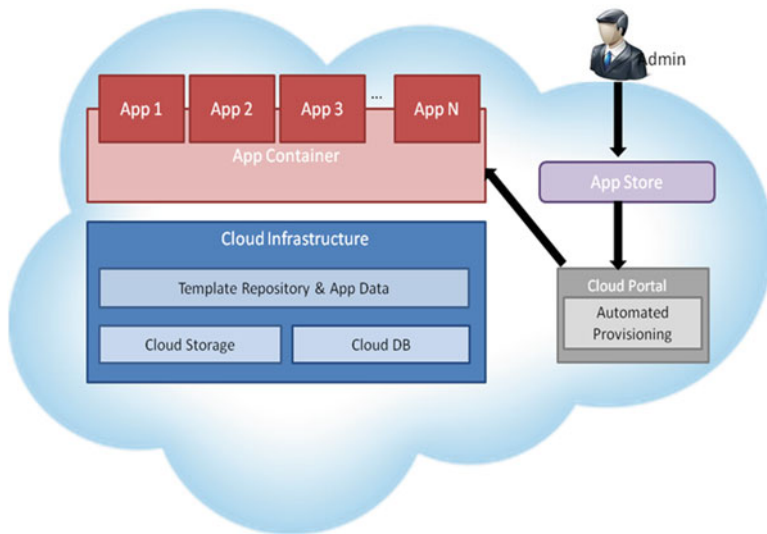 Admin
App 1
App 2
App 3
...
App N
App Container
App Store
Cloud Infrastructure
Template Repository & App Data
Cloud Storage
Cloud DB
Cloud Portal
Automated
Provisioning